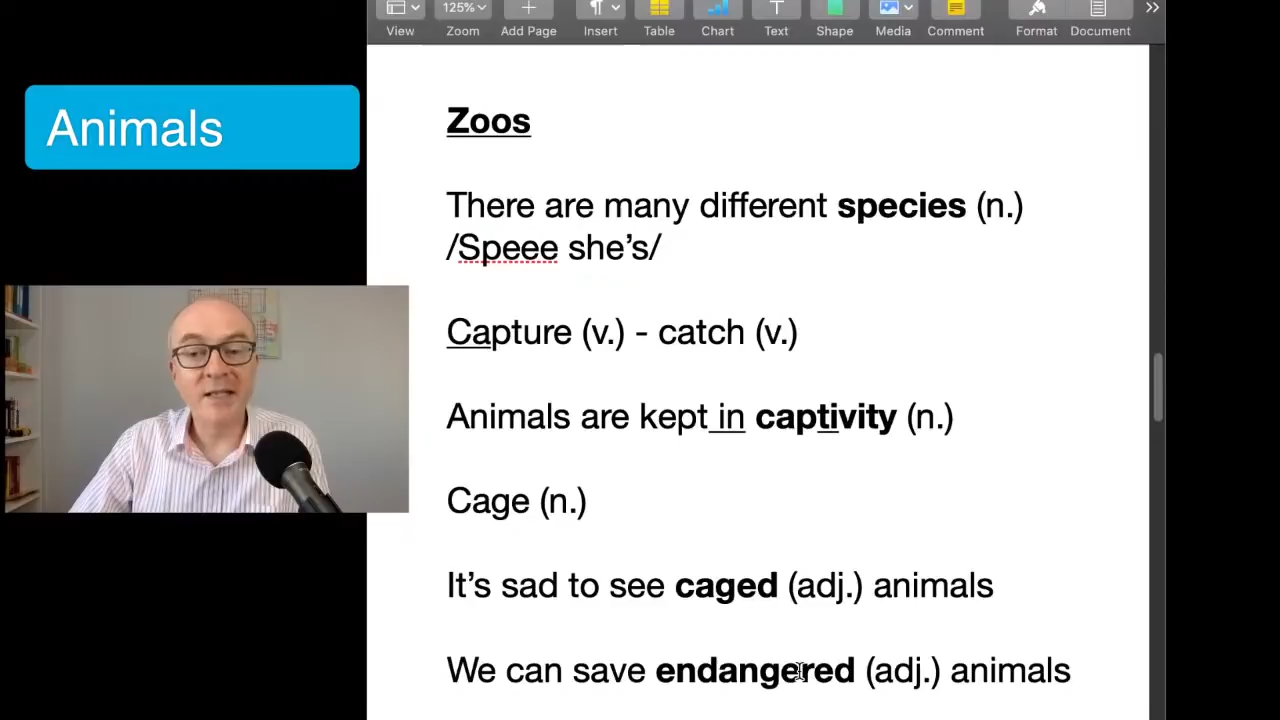 125%
View
Zoom
Add Page
Insert
Table
Chart
Text
Shape
Media
Comment
Format
Document
Animals
Zoos
There are many different species (n.)
/Speee she's/
Capture (v.) - catch (v.)
Animals are kept in captivity (n.)
Cage (n.)
It's sad to see caged (adj.) animals
We can save endangered (adj.) animals